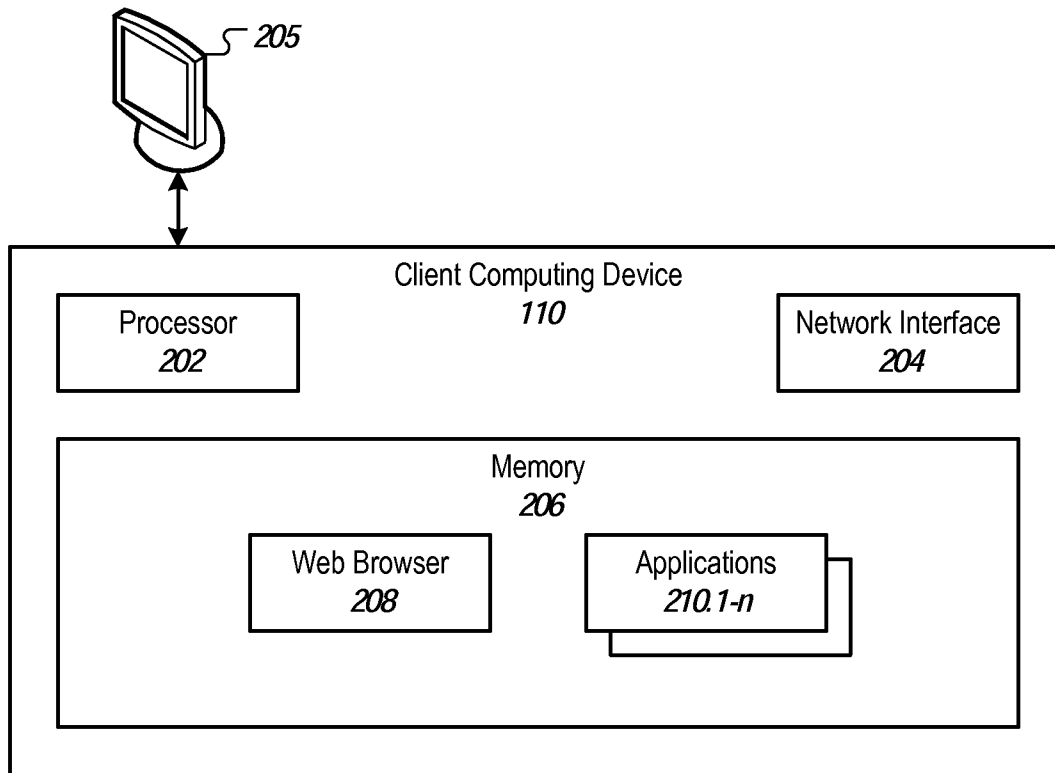 205
Client Computing Device
110
Processor
202
Network Interface
204
Memory
206
Web Browser
208
Applications
210.1-n